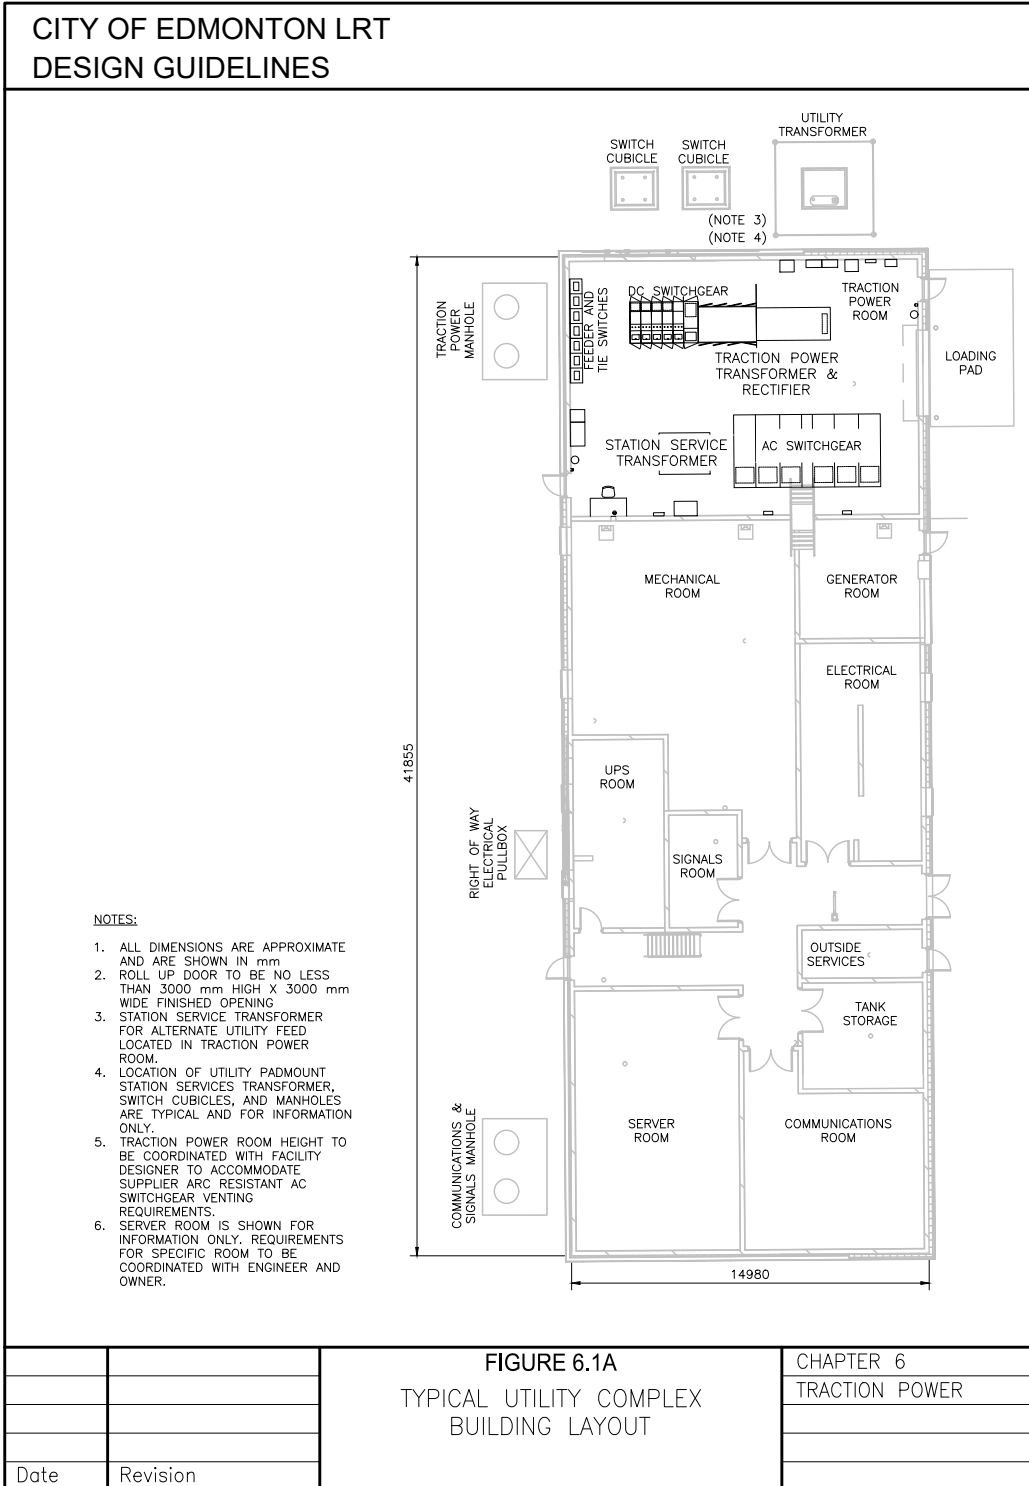 CITY OF EDMONTON LRT
DESIGN GUIDELINES
UTILITY
TRANSFORMER
SWITCH
CUBICLE
SWITCH
CUBICLE
(NOTE 3)
(NOTE 4)
TRACTION
POWER
MANHOLE
FEEDER AND
TIE SWITCHES
DC SWITCHGEAR
TRACTION
POWER
ROOM
TRACTION POWER
TRANSFORMER &
RECTIFIER
LOADING
PAD
STATION SERVICE
TRANSFORMER
AC SWITCHGEAR
MECHANICAL
ROOM
GENERATOR
ROOM
ELECTRICAL
ROOM
41855
UPS
ROOM
RIGHT OF WAY
ELECTRICAL
PULLBOX
SIGNALS
ROOM
OUTSIDE
SERVICES
TANK
STORAGE
SERVER
ROOM
COMMUNICATIONS
ROOM
COMMUNICATIONS &
SIGNALS MANHOLE
14980
NOTES:
1. ALL DIMENSIONS ARE APPROXIMATE
AND ARE SHOWN IN mm
2. ROLL UP DOOR TO BE NO LESS
THAN 3000 mm HIGH X 3000 mm
WIDE FINISHED OPENING
3. STATION SERVICE TRANSFORMER
FOR ALTERNATE UTILITY FEED
LOCATED IN TRACTION POWER
ROOM.
4. LOCATION OF UTILITY PADMOUNT
STATION SERVICES TRANSFORMER,
SWITCH CUBICLES, AND MANHOLES
ARE TYPICAL AND FOR INFORMATION
ONLY.
5. TRACTION POWER ROOM HEIGHT TO
BE COORDINATED WITH FACILITY
DESIGNER TO ACCOMMODATE
SUPPLIER ARC RESISTANT AC
SWITCHGEAR VENTING
REQUIREMENTS.
6. SERVER ROOM IS SHOWN FOR
INFORMATION ONLY. REQUIREMENTS
FOR SPECIFIC ROOM TO BE
COORDINATED WITH ENGINEER AND
OWNER.
FIGURE 6.1A
TYPICAL UTILITY COMPLEX
BUILDING LAYOUT
CHAPTER 6
TRACTION POWER
Date
Revision